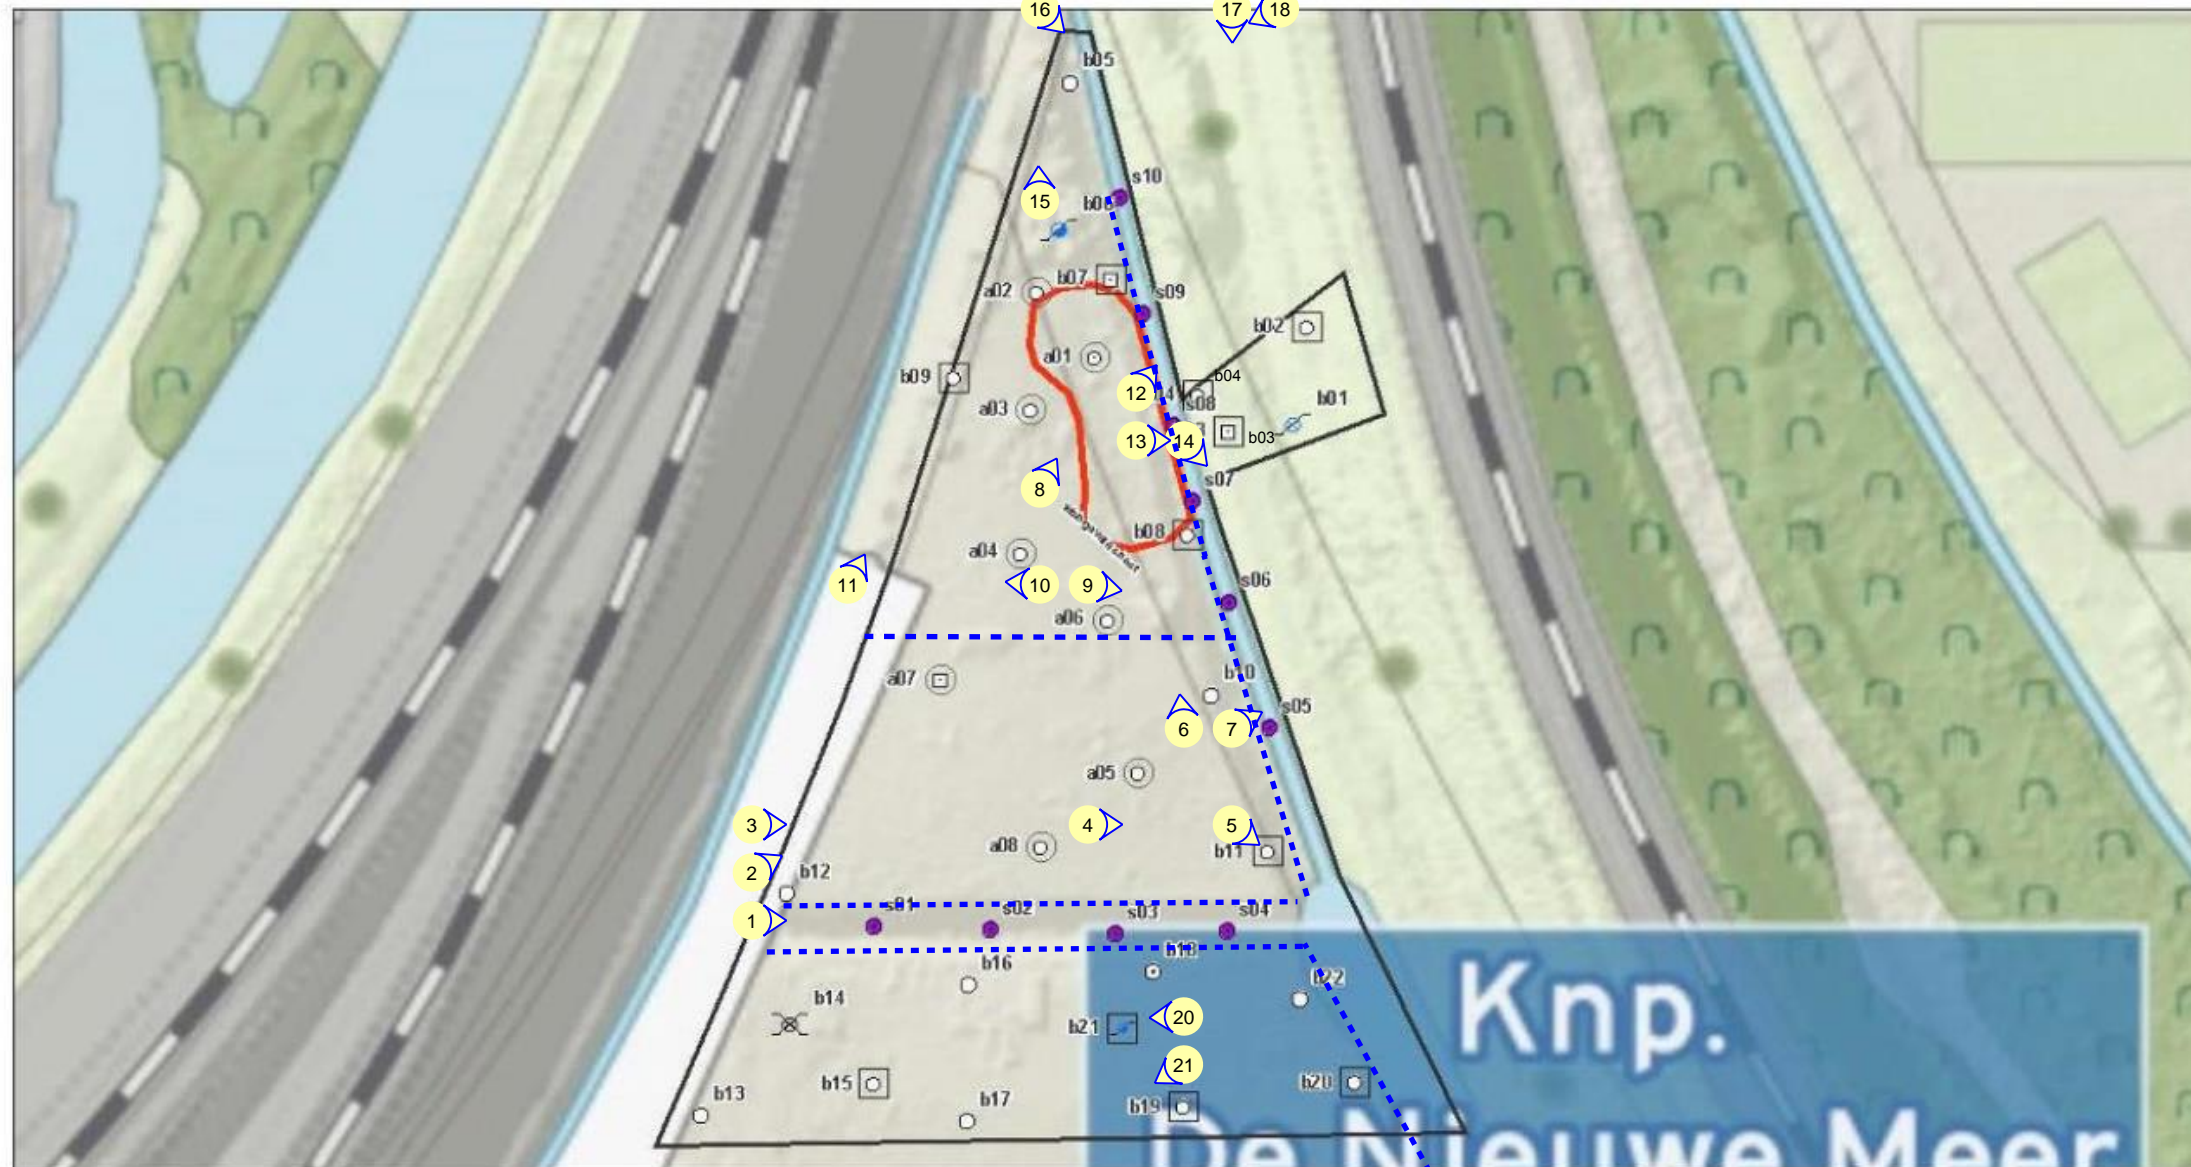 16 17 18
b05
s10
15 b06
a02 b07
s09
a01 b02
b09 12 b04
a03 s08 b01
13 14 b03
8 s07
b08
a04
11 10 9 s06
a06
a07 b10
6 7 s05
a05
3 4 5
a08 b11
2 b12
1 s01 s02 s03 s04
b16 b18 b22
b14
b21 20
Knp.
21
b15 b20
b13 b17 b19
De Nieuwe Meer